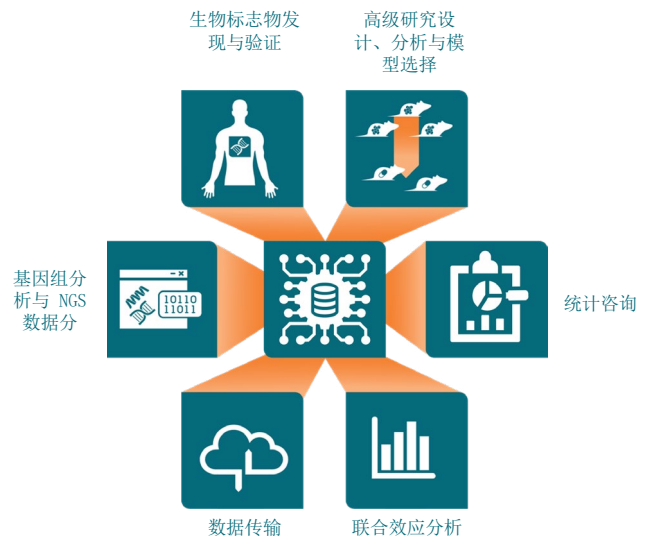 生物标志物发
现与验证
高级研究设
计、分析与模
型选择
基因组分
析与 NGS
数据分
10110
11011
统计咨询
数据传输
联合效应分析